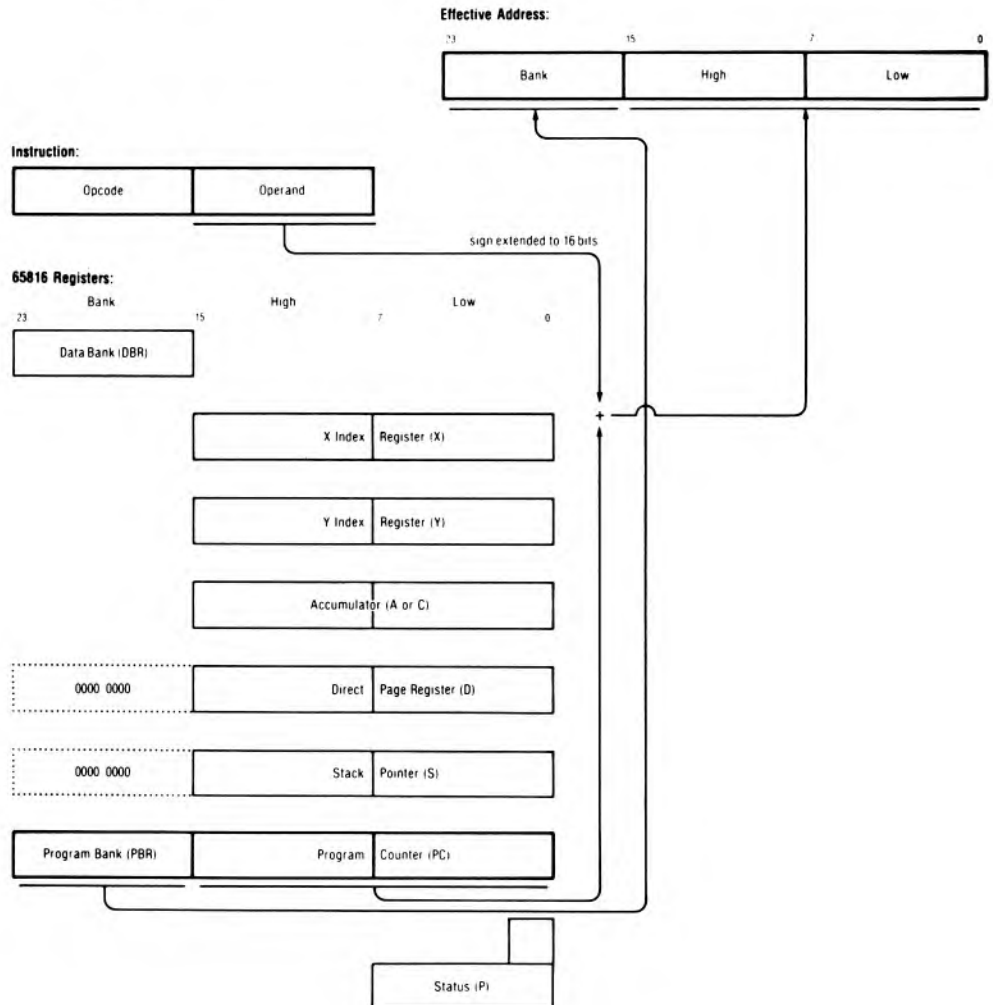 Effective Address:
23 15 7 0
Bank High Low
Instruction:
Opcode Operand
sign extended to 16 bits
65816 Registers:
Bank High Low
23 15 7 0
Data Bank (DBR)
+
X Index Register (X)
Y Index Register (Y)
Accumulator (A or C)
0000 0000 Direct Page Register (D)
0000 0000 Stack Pointer (S)
Program Bank (PBR) Program Counter (PC)
Status (P)